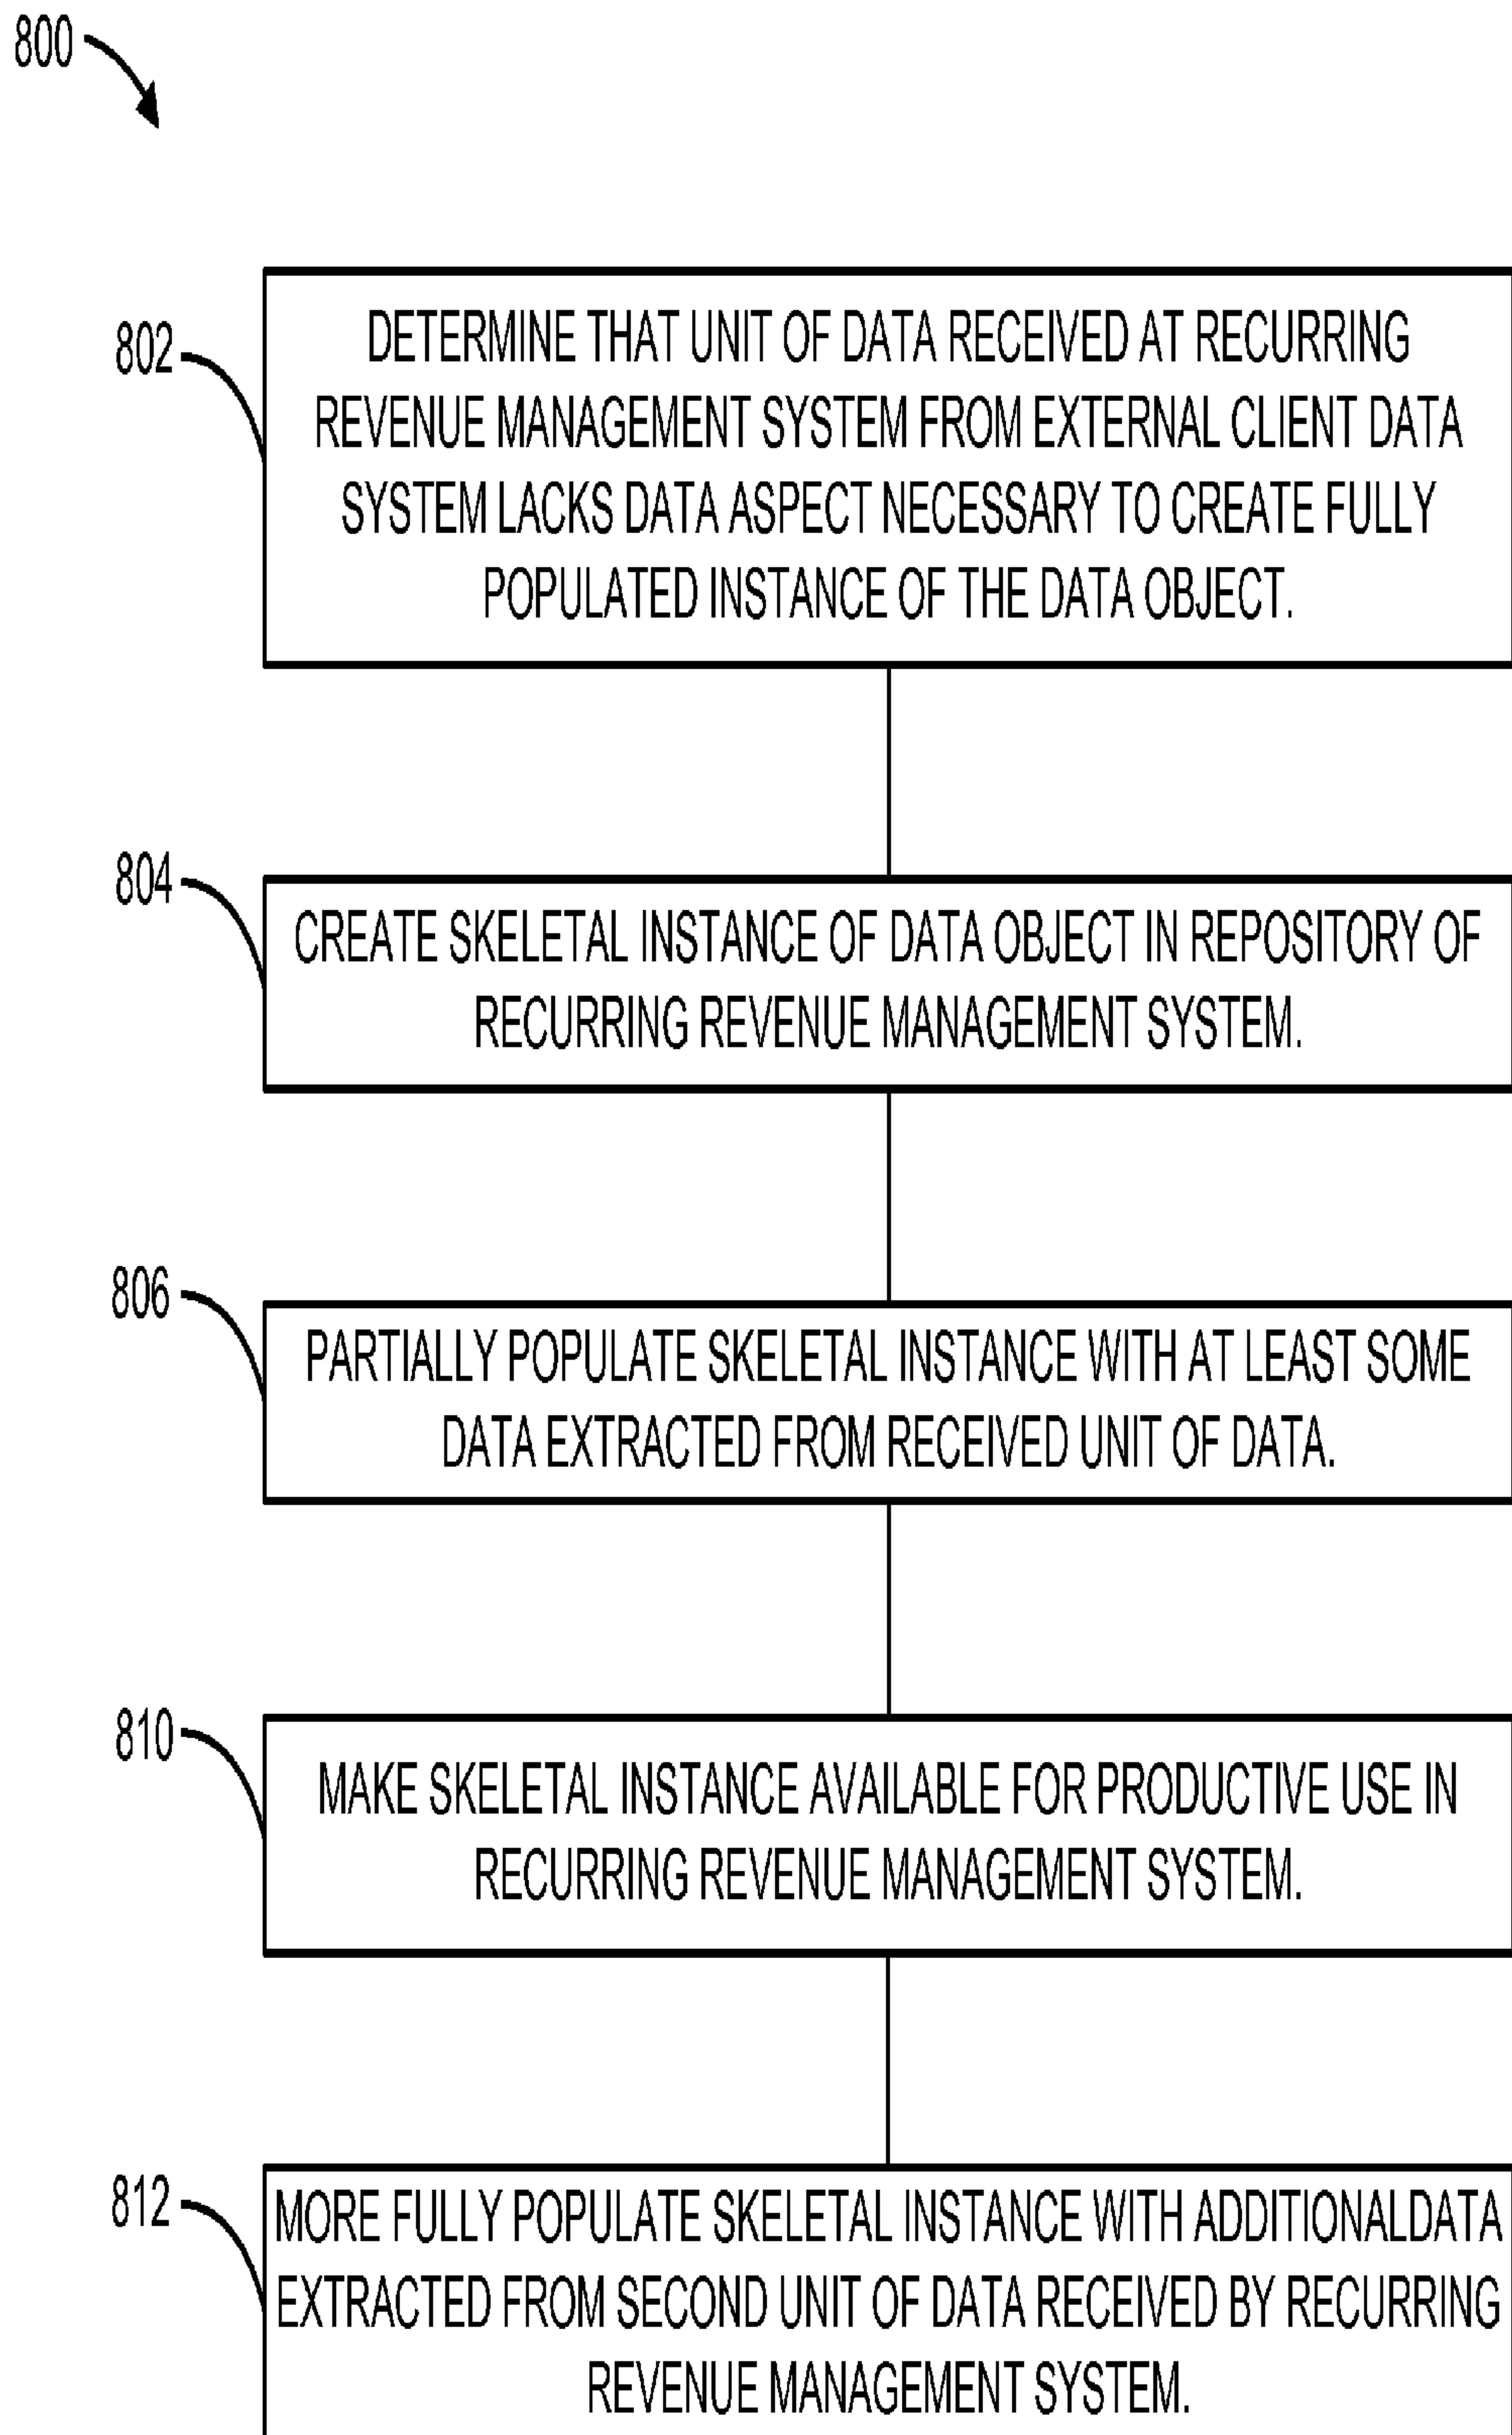 800
802
DETERMINE THAT UNIT OF DATA RECEIVED AT RECURRING
REVENUE MANAGEMENT SYSTEM FROM EXTERNAL CLIENT DATA
SYSTEM LACKS DATA ASPECT NECESSARY TO CREATE FULLY
POPULATED INSTANCE OF THE DATA OBJECT.
804
CREATE SKELETAL INSTANCE OF DATA OBJECT IN REPOSITORY OF
RECURRING REVENUE MANAGEMENT SYSTEM.
806
PARTIALLY POPULATE SKELETAL INSTANCE WITH AT LEAST SOME
DATA EXTRACTED FROM RECEIVED UNIT OF DATA.
810
MAKE SKELETAL INSTANCE AVAILABLE FOR PRODUCTIVE USE IN
RECURRING REVENUE MANAGEMENT SYSTEM.
812
MORE FULLY POPULATE SKELETAL INSTANCE WITH ADDITIONALDATA
EXTRACTED FROM SECOND UNIT OF DATA RECEIVED BY RECURRING
REVENUE MANAGEMENT SYSTEM.